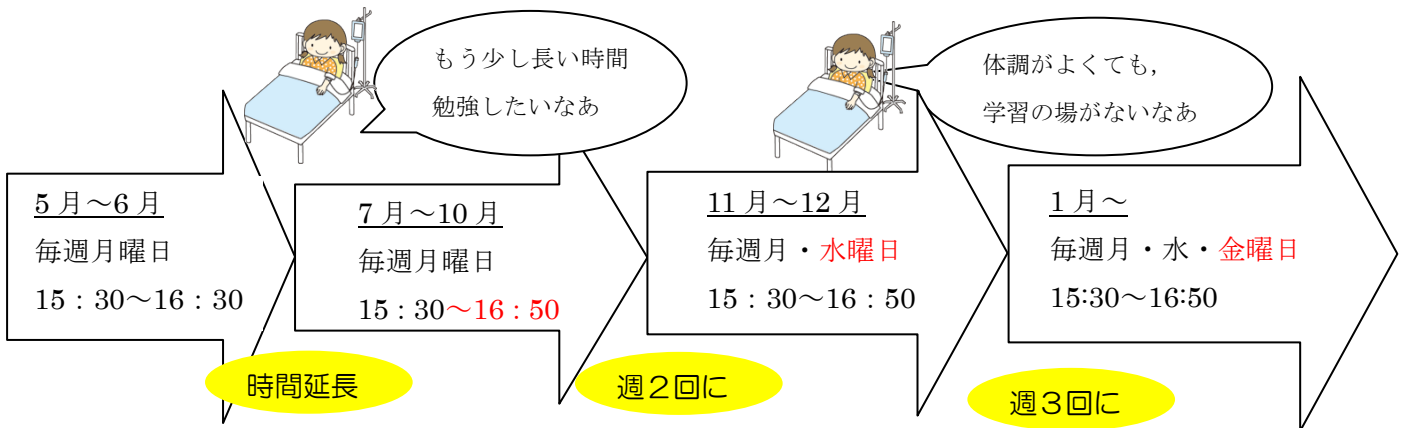 もう少し長い時間
勉強したいなあ
体調がよくても，
学習の場がないなあ
5月～6月
毎週月曜日
15：30～16：30
7月～10月
毎週月曜日
15：30～16：50
11月～12月
毎週月・水曜日
15：30～16：50
1月～
毎週月・水・金曜日
15:30～16:50
時間延長
週２回に
週３回に